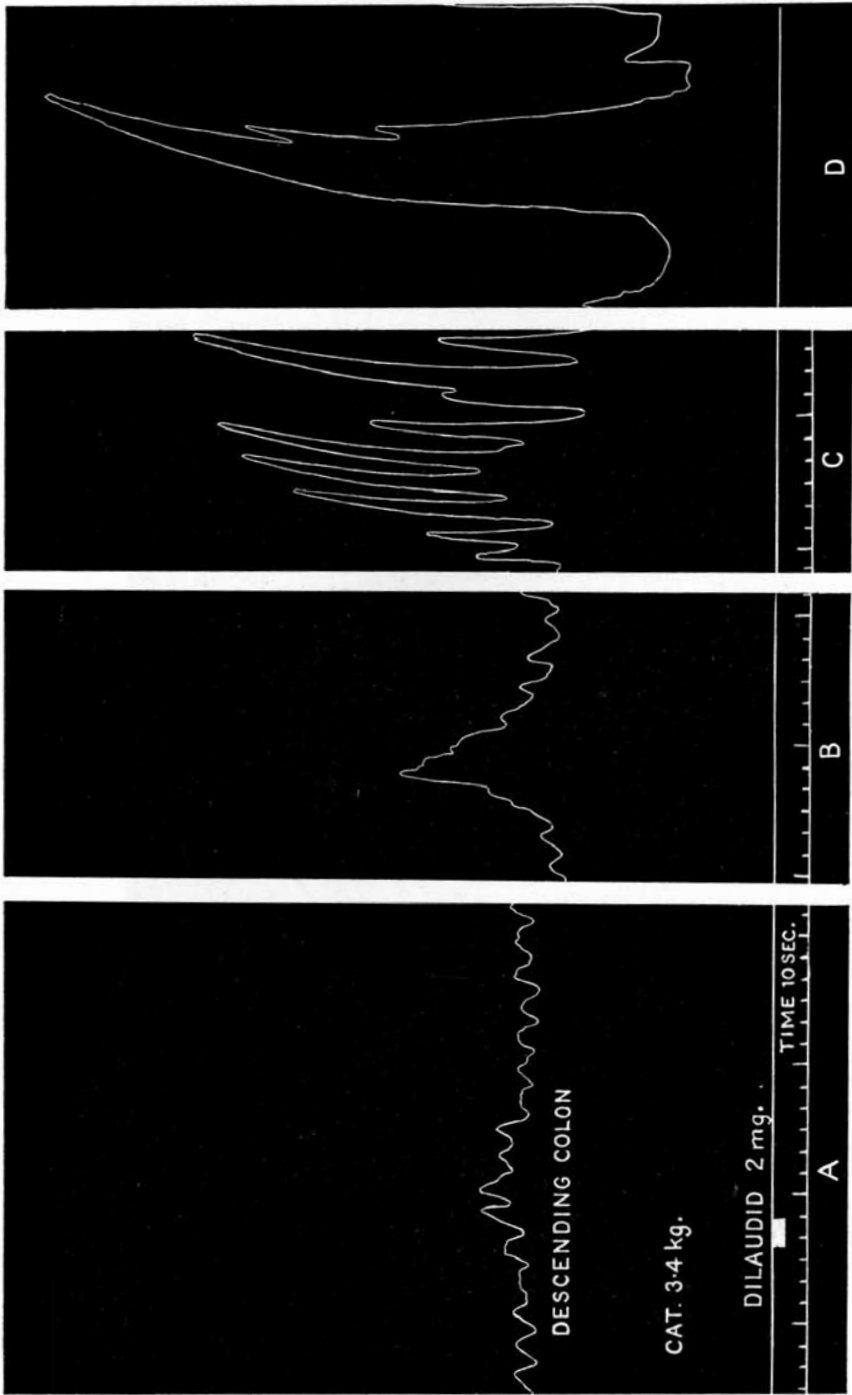 DESCENDING COLON
CAT. 3·4 kg.
DILAUDID 2 mg.
TIME 10 SEC.
A
B
C
D